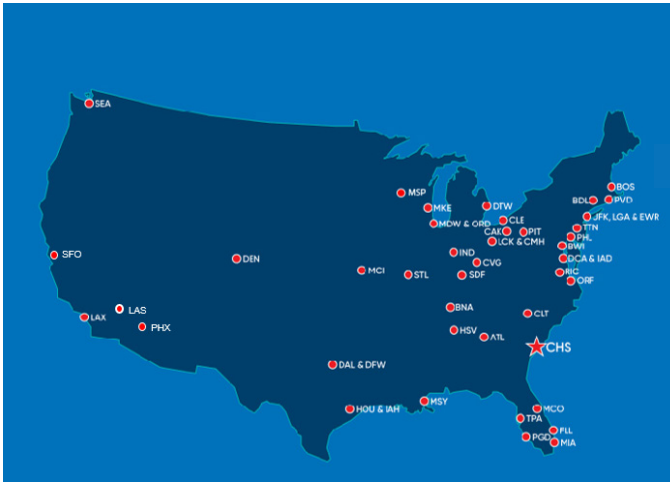 SEA
MSP
BOS
BDL
PVD
MKE
DTW
JFK, LGA & EWR
MDW & ORD
CLE
CAK
PIT
TTN
PHL
LCK & CMH
BWI
SFO
DEN
IND
DCA & IAD
CVG
MCI
STL
SDF
RIC
ORF
LAS
BNA
CLT
LAX
PHX
HSV
ATL
CHS
DAL & DFW
MSY
HOU & IAH
MCO
TPA
FLL
PGD
MIA